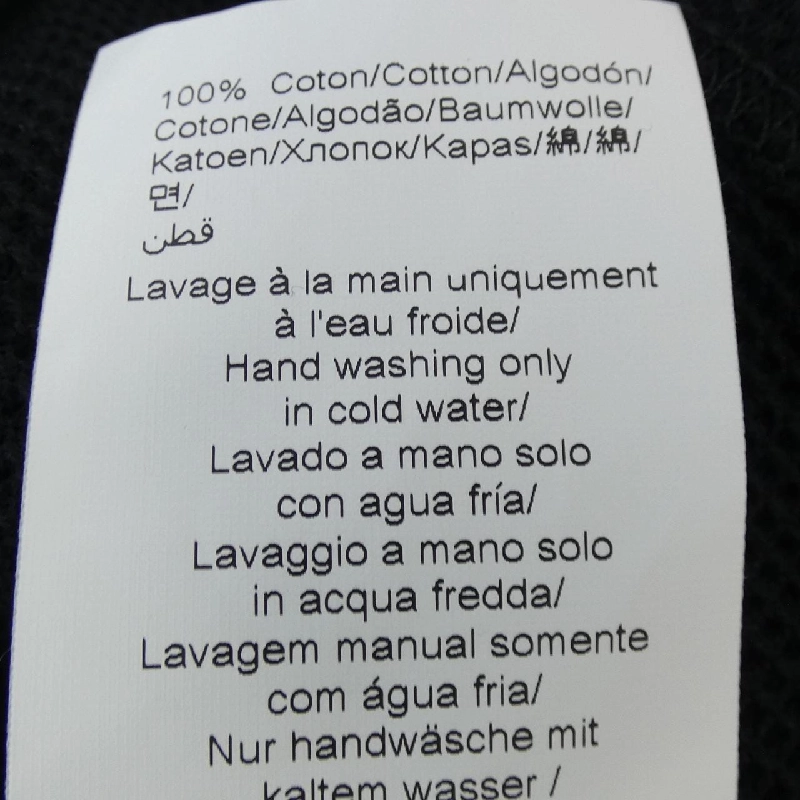 100% Coton/Cotton/Algodón/
Cotone/Algodão/Baumwolle/
Katoen/Хлопок/Kapas/綿/綿/
면/
قطن
Lavage à la main uniquement
à l'eau froide/
Hand washing only
in cold water/
Lavado a mano solo
con agua fría/
Lavaggio a mano solo
in acqua fredda/
Lavagem manual somente
com água fria/
Nur handwäsche mit
kaltem wasser /